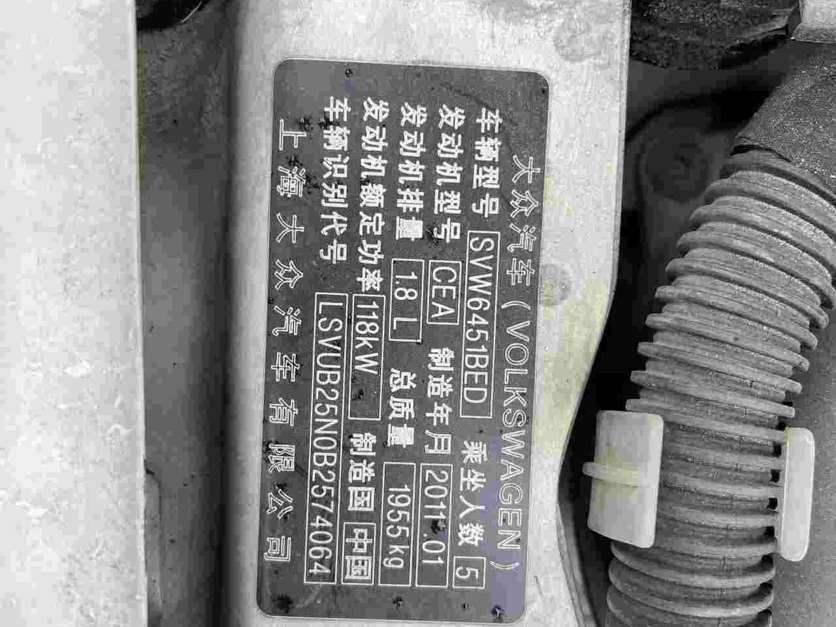 大众汽车(VOLKSWAGEN)
车辆型号 SVW6451BED 乘坐人数 5
发动机型号 CEA 制造年月 2011.01
发动机排量 1.8 L 总质量 1955kg
发动机额定功率 118kW 制造国 中国
车辆识别代号 LSVUB25N0B2574064
上海大众汽车有限公司